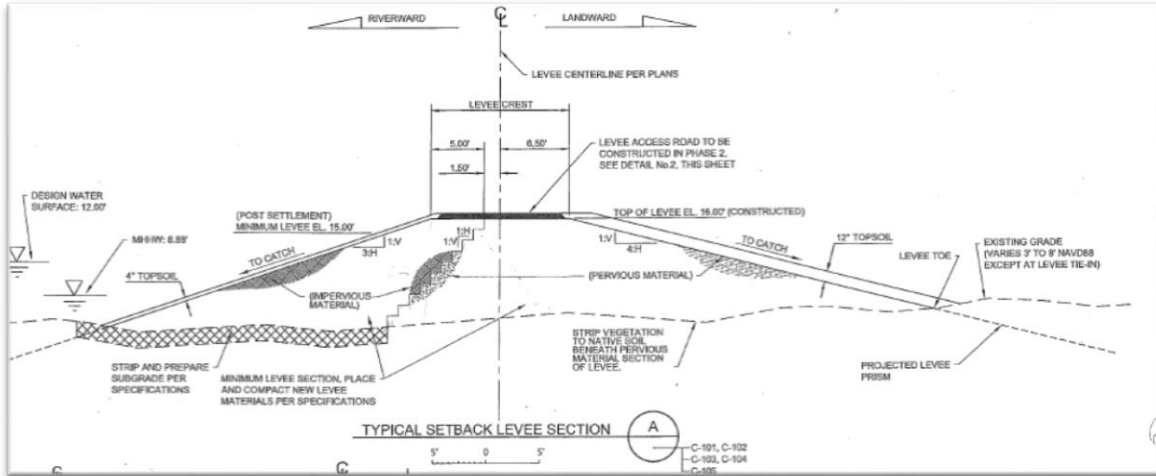 RIVERWARD
℄
LANDWARD
LEVEE CENTERLINE PER PLANS
LEVEE CREST
5.00'
6.50'
1.50'
LEVEE ACCESS ROAD TO BE
CONSTRUCTED IN PHASE 2,
SEE DETAIL No.2, THIS SHEET
DESIGN WATER
SURFACE: 12.00'
(POST SETTLEMENT)
MINIMUM LEVEE EL. 15.00'
TOP OF LEVEE EL. 16.00' (CONSTRUCTED)
MHHW: 8.89'
1:V
3:H
1:H
1:V
1:V
4:H
TO CATCH
TO CATCH
4" TOPSOIL
12" TOPSOIL
(IMPERVIOUS
MATERIAL)
(PERVIOUS MATERIAL)
LEVEE TOE
EXISTING GRADE
(VARIES 3' TO 8' NAVD88
EXCEPT AT LEVEE TIE-IN)
STRIP AND PREPARE
SUBGRADE PER
SPECIFICATIONS
MINIMUM LEVEE SECTION, PLACE
AND COMPACT NEW LEVEE
MATERIALS PER SPECIFICATIONS
STRIP VEGETATION
TO NATIVE SOIL
BENEATH PERVIOUS
MATERIAL SECTION
OF LEVEE.
PROJECTED LEVEE
PRISM
TYPICAL SETBACK LEVEE SECTION
A
5' 0 5'
C-101, C-102
C-103, C-104
C-105